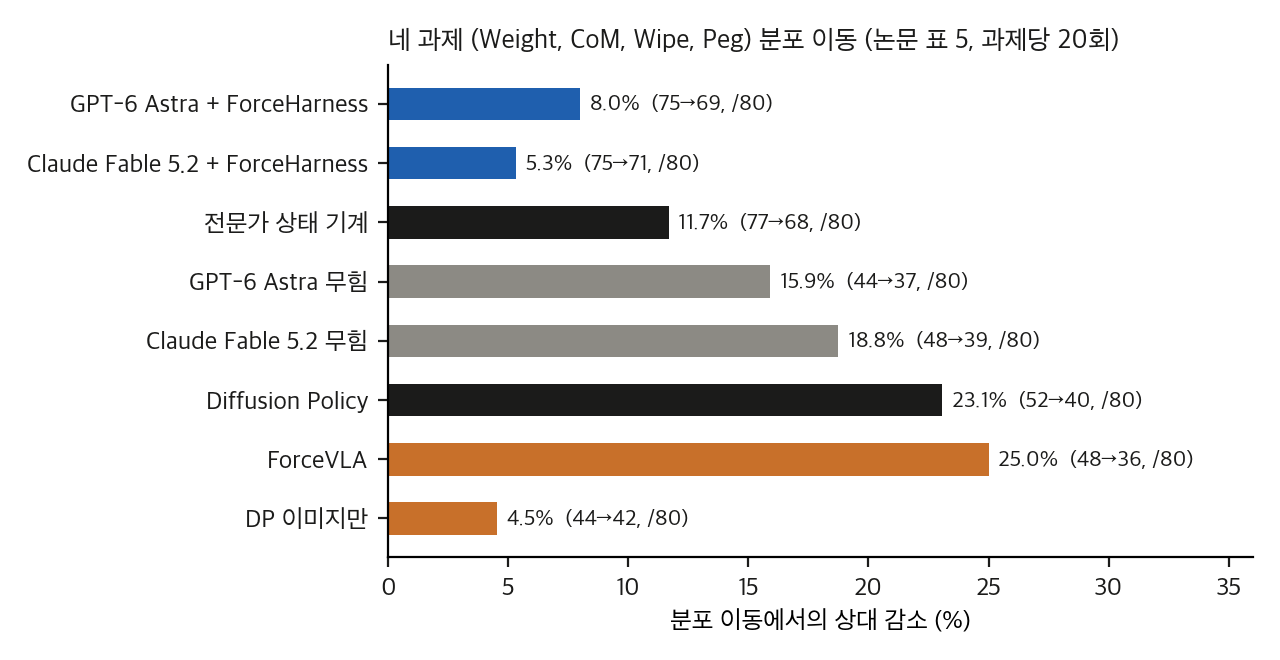 네 과제 (Weight, CoM, Wipe, Peg) 분포 이동 (논문 표 5, 과제당 20회)
GPT-6 Astra + ForceHarness 8.0% (75→69, /80)
Claude Fable 5.2 + ForceHarness 5.3% (75→71, /80)
전문가 상태 기계 11.7% (77→68, /80)
GPT-6 Astra 무힘 15.9% (44→37, /80)
Claude Fable 5.2 무힘 18.8% (48→39, /80)
Diffusion Policy 23.1% (52→40, /80)
ForceVLA 25.0% (48→36, /80)
DP 이미지만 4.5% (44→42, /80)
0 5 10 15 20 25 30 35
분포 이동에서의 상대 감소 (%)